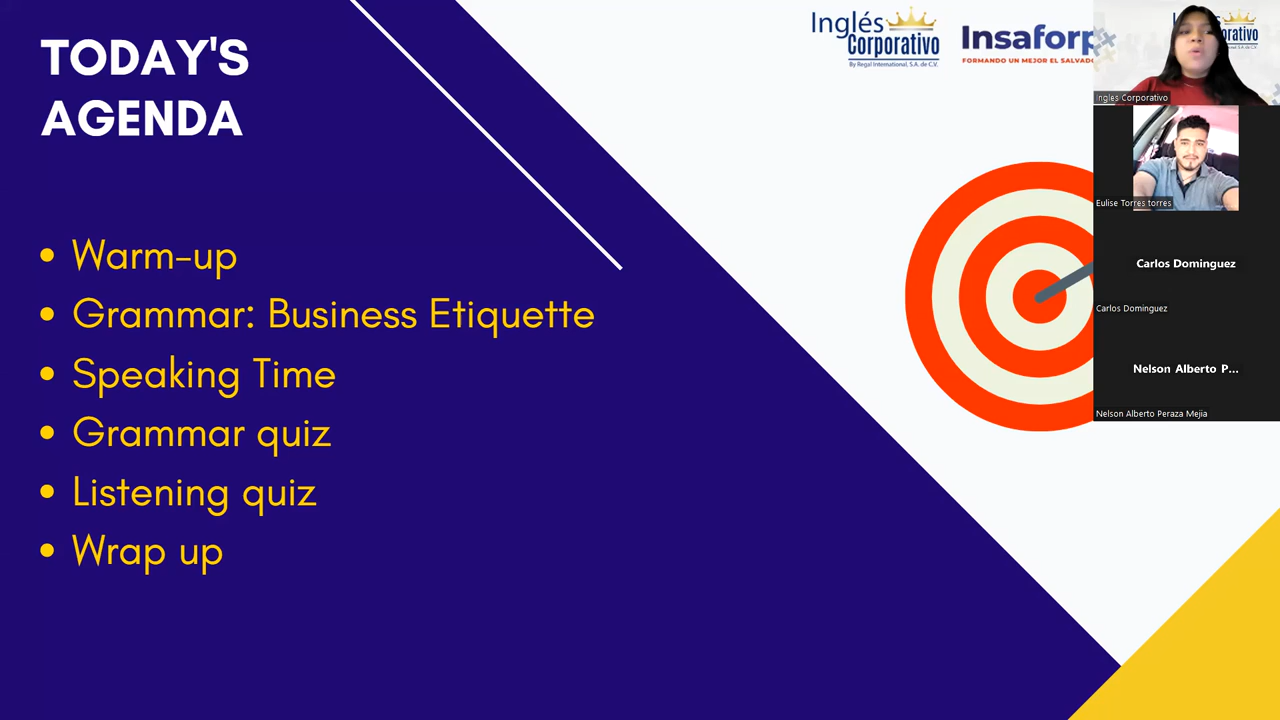 TODAY'S
AGENDA
Warm-up
Grammar: Business Etiquette
Speaking Time
Grammar quiz
Listening quiz
Wrap up
Inglés
Corporativo
By Regal International, S.A. de C.V.
Insaforp
FORMANDO UN MEJOR EL SALVADO
Inglés Corporativo
Eulise Torres torres
Carlos Dominguez
Carlos Dominguez
Nelson Alberto P...
Nelson Alberto Peraza Mejia